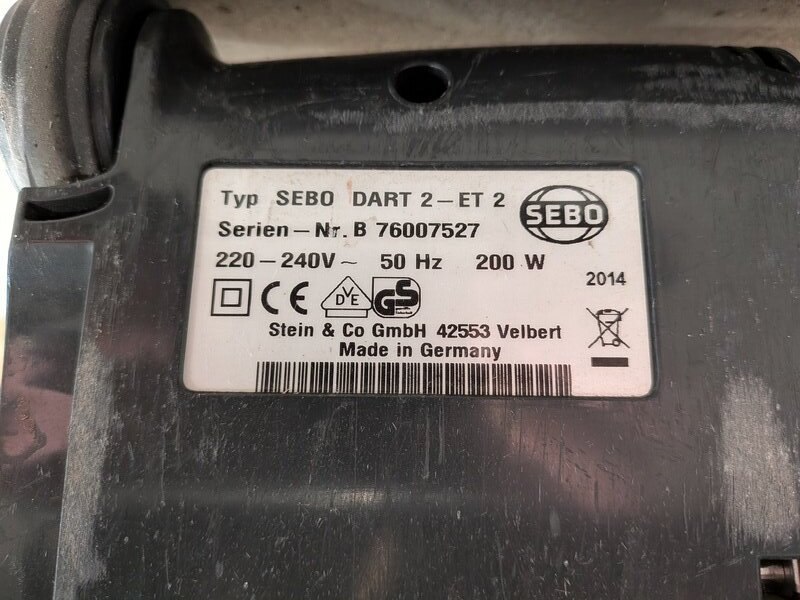 Typ SEBO DART 2-ET 2
SEBO
Serien-Nr. B 76007527
220-240V~ 50 Hz 200 W
2014
CE DVE GS
Stein & Co GmbH 42553 Velbert
Made in Germany